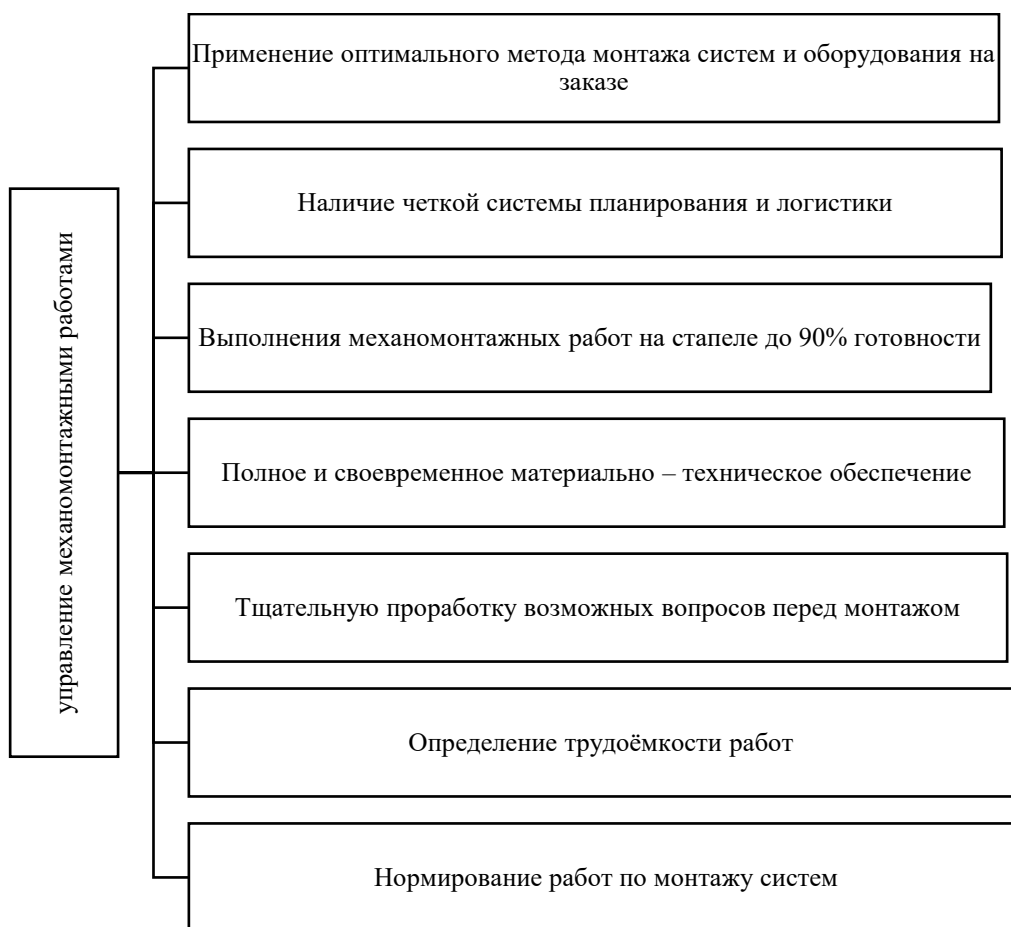 Применение оптимального метода монтажа систем и оборудования на
заказе
Наличие четкой системы планирования и логистики
Выполнения механомонтажных работ на стапеле до 90% готовности
управление механомонтажными работами
Полное и своевременное материально – техническое обеспечение
Тщательную проработку возможных вопросов перед монтажом
Определение трудоёмкости работ
Нормирование работ по монтажу систем